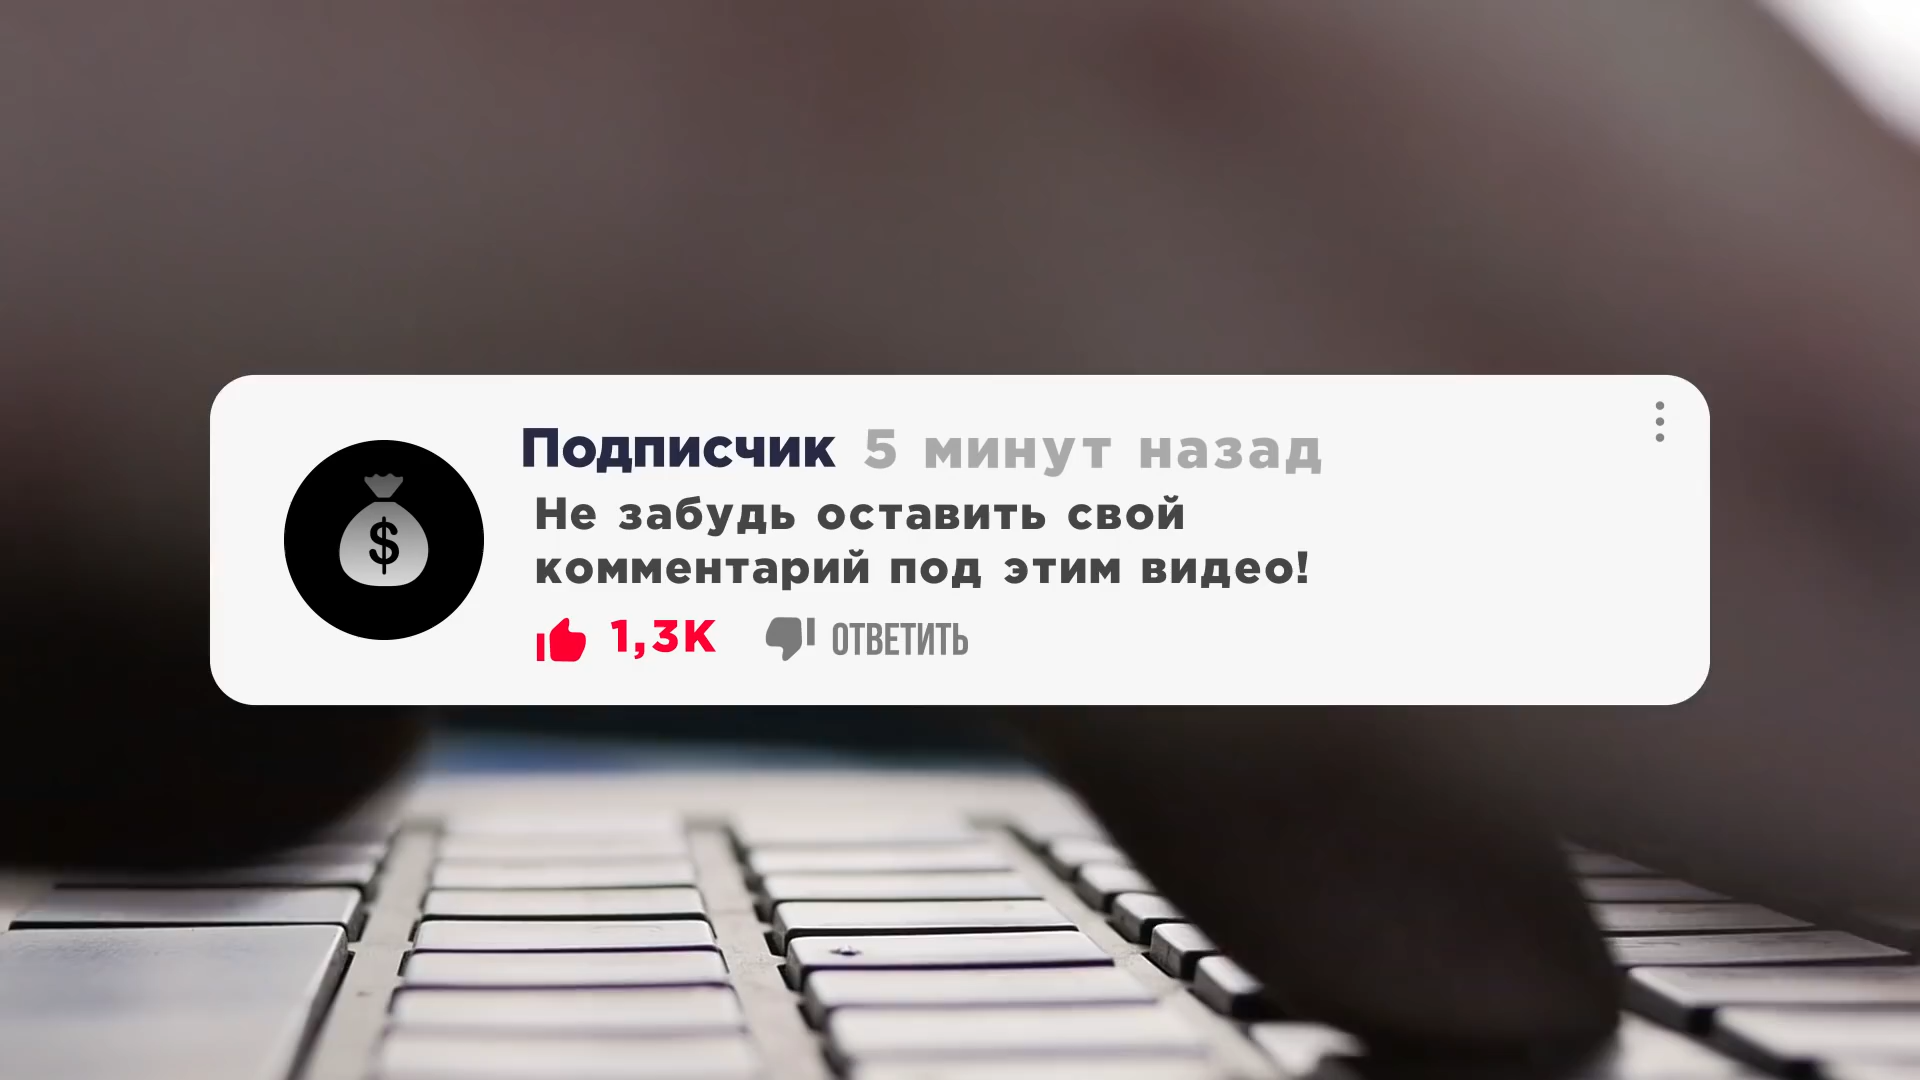 Подписчик 5 минут назад
Не забудь оставить свой
комментарий под этим видео!
1,3K ОТВЕТИТЬ
$